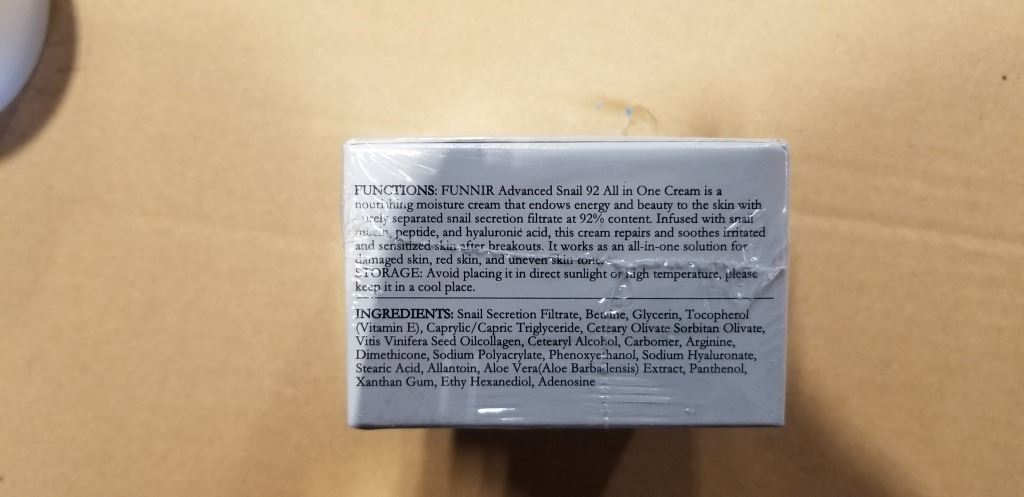 FUNCTIONS: FUNNIR Advanced Snail 92 All in One Cream is a
nourishing moisture cream that endows energy and beauty to the skin with
purely separated snail secretion filtrate at 92% content. Infused with snail
mucin, peptide, and hyaluronic acid, this cream repairs and soothes irritated
and sensitized skin after breakouts. It works as an all-in-one solution for
damaged skin, red skin, and uneven skin tone.
STORAGE: Avoid placing it in direct sunlight or high temperature, please
keep it in a cool place.
INGREDIENTS: Snail Secretion Filtrate, Betaine, Glycerin, Tocopherol
(Vitamin E), Caprylic/Capric Triglyceride, Ceteary Olivate Sorbitan Olivate,
Vitis Vinifera Seed Oilcollagen, Cetearyl Alcohol, Carbomer, Arginine,
Dimethicone, Sodium Polyacrylate, Phenoxyethanol, Sodium Hyaluronate,
Stearic Acid, Allantoin, Aloe Vera(Aloe Barbadensis) Extract, Panthenol,
Xanthan Gum, Ethy Hexanediol, Adenosine